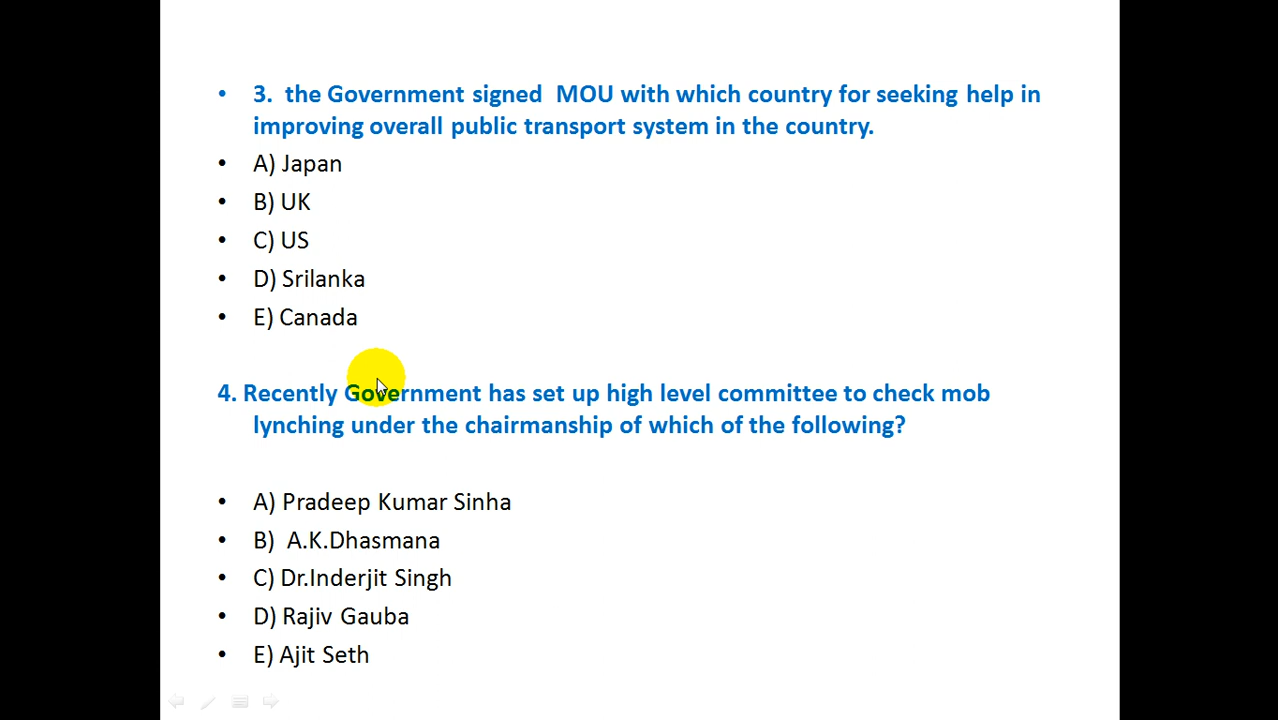 • 3.  the Government signed  MOU with which country for seeking help in
improving overall public transport system in the country.
• A) Japan
• B) UK
• C) US
• D) Srilanka
• E) Canada
4. Recently Government has set up high level committee to check mob
lynching under the chairmanship of which of the following?
• A) Pradeep Kumar Sinha
• B)  A.K.Dhasmana
• C) Dr.Inderjit Singh
• D) Rajiv Gauba
• E) Ajit Seth